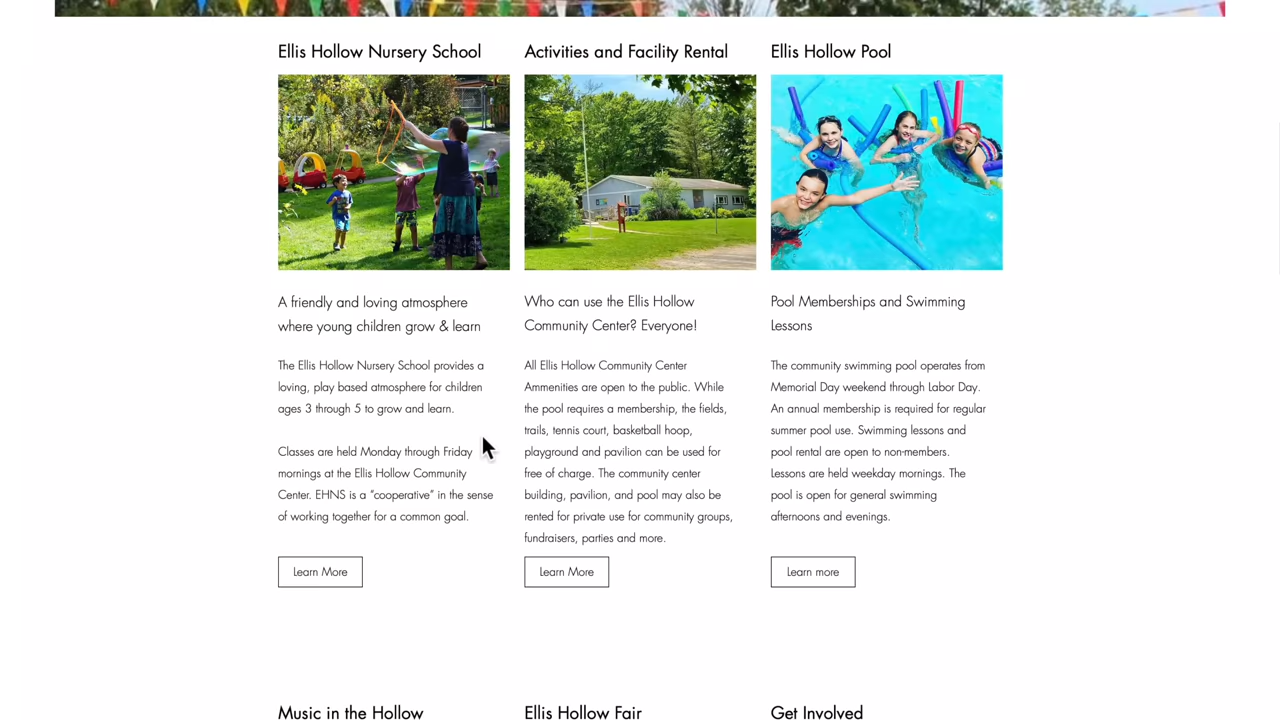 Ellis Hollow Nursery School
A friendly and loving atmosphere
where young children grow & learn
The Ellis Hollow Nursery School provides a
loving, play based atmosphere for children
ages 3 through 5 to grow and learn.
Classes are held Monday through Friday
mornings at the Ellis Hollow Community
Center. EHNS is a “cooperative” in the sense
of working together for a common goal.
Learn More
Activities and Facility Rental
Who can use the Ellis Hollow
Community Center? Everyone!
All Ellis Hollow Community Center
Ammenities are open to the public. While
the pool requires a membership, the fields,
trails, tennis court, basketball hoop,
playground and pavilion can be used for
free of charge. The community center
building, pavilion, and pool may also be
rented for private use for community groups,
fundraisers, parties and more.
Learn More
Ellis Hollow Pool
Pool Memberships and Swimming
Lessons
The community swimming pool operates from
Memorial Day weekend through Labor Day.
An annual membership is required for regular
summer pool use. Swimming lessons and
pool rental are open to non-members.
Lessons are held weekday mornings. The
pool is open for general swimming
afternoons and evenings.
Learn more
Music in the Hollow
Ellis Hollow Fair
Get Involved